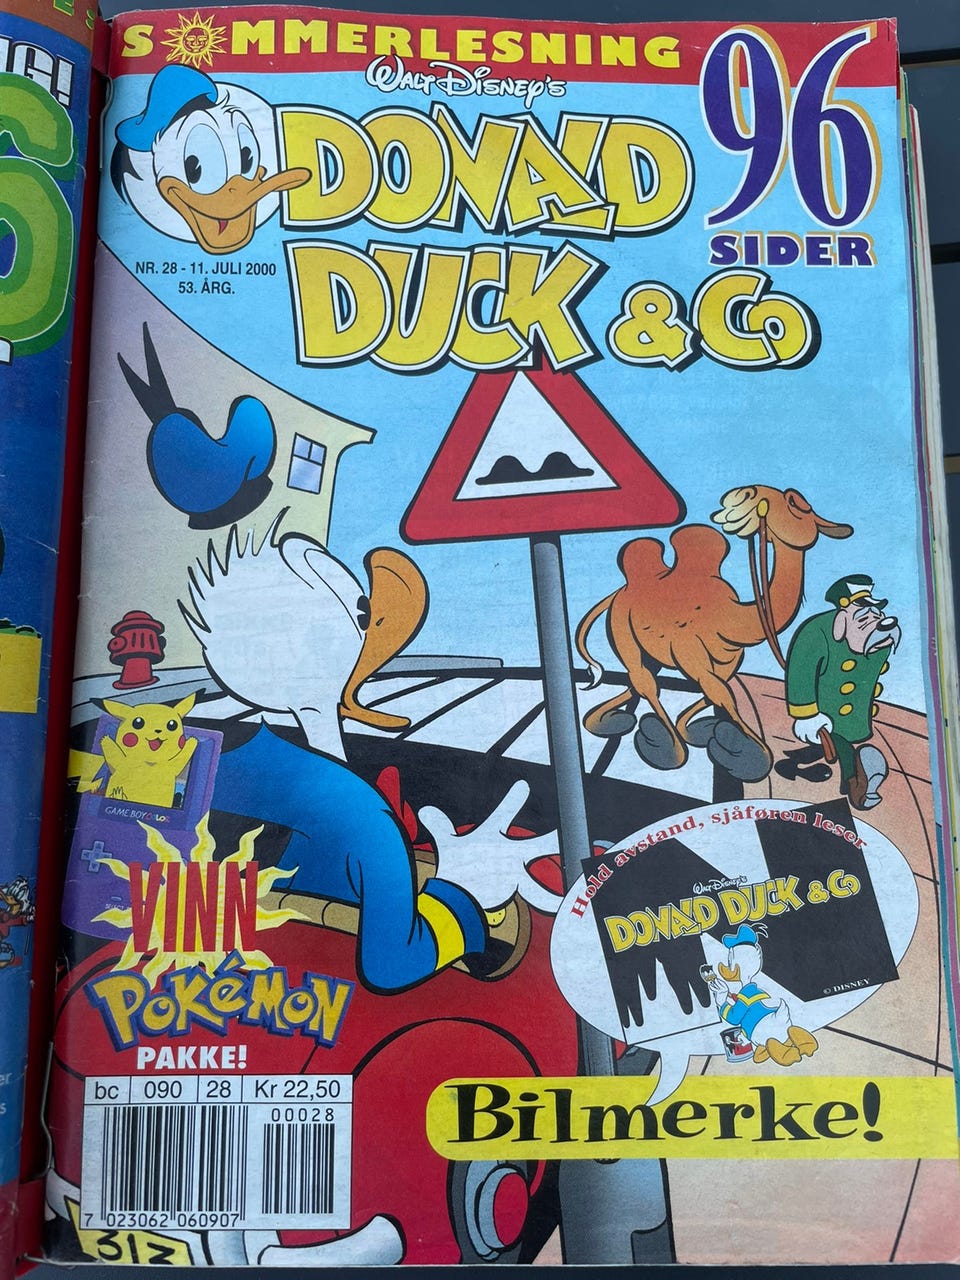 SOMMERLESNING
WALT DISNEY'S
DONALD
DUCK & Co
96
SIDER
NR. 28 - 11. JULI 2000
53. ÅRG.
GAME BOY COLOR
SELECT
VINN
POKéMON
PAKKE!
bc 090 28 Kr 22,50
00028
7 023062 060907
313
Hold avstand, sjåføren leser
WALT DISNEY'S
DONALD DUCK & Co
© DISNEY
Bilmerke!
G!